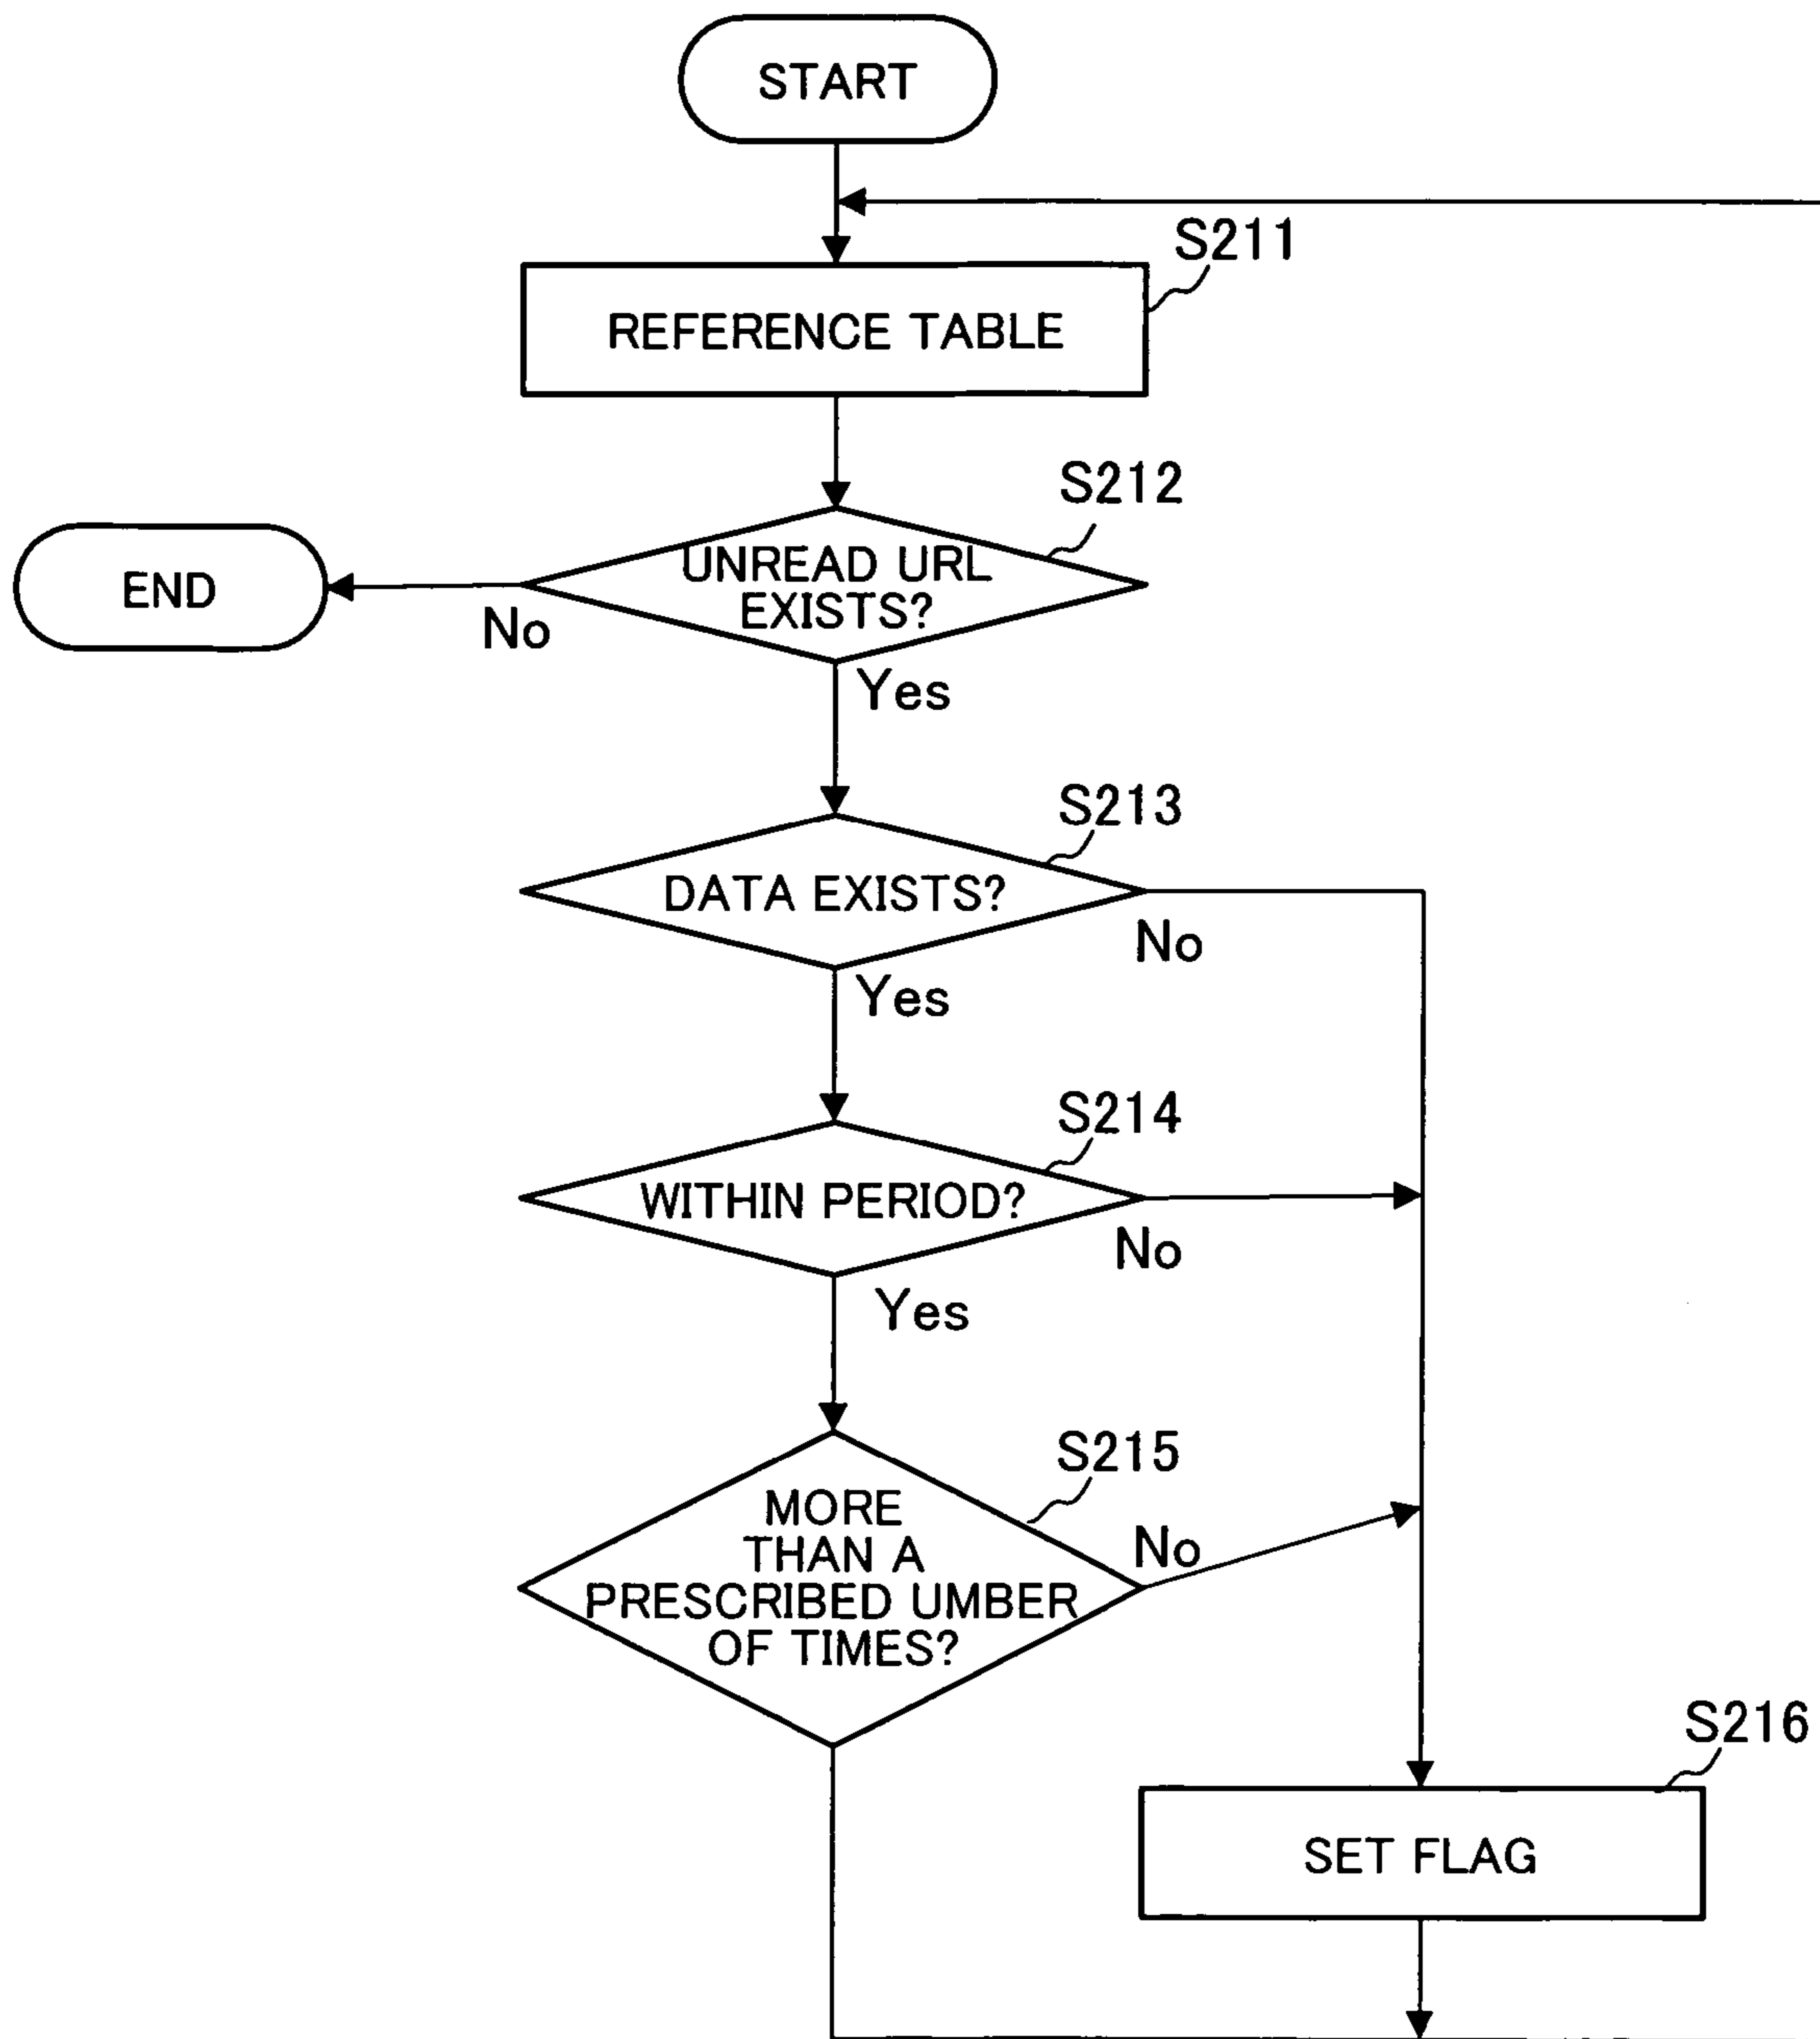 START
S211
REFERENCE TABLE
S212
UNREAD URL
EXISTS?
END
No
Yes
S213
DATA EXISTS?
No
Yes
S214
WITHIN PERIOD?
No
Yes
S215
MORE
THAN A
PRESCRIBED UMBER
OF TIMES?
No
S216
SET FLAG